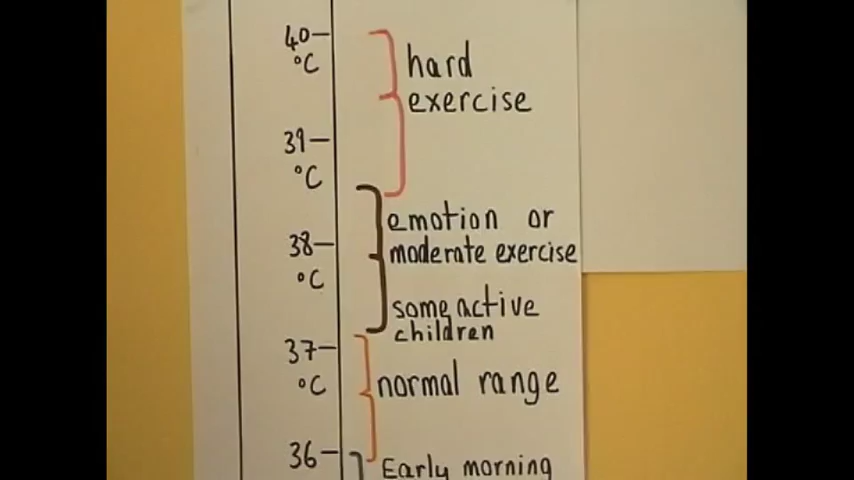 40
°C
hard
exercise
39
°C
emotion or
moderate exercise
38
°C
some active
children
37
°C
normal range
36
Early morning